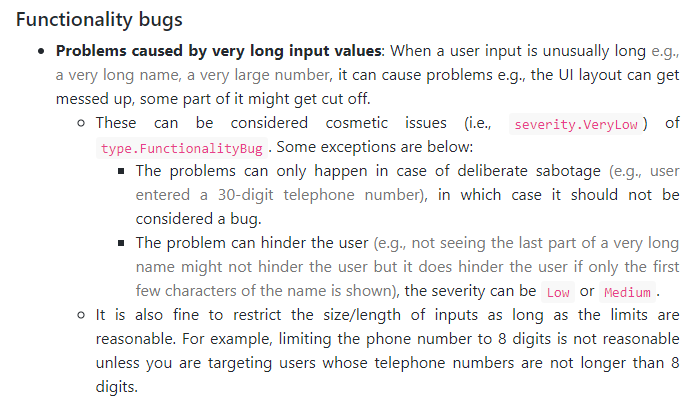 Functionality bugs
• Problems caused by very long input values: When a user input is unusually long e.g.,
a very long name, a very large number, it can cause problems e.g., the UI layout can get
messed up, some part of it might get cut off.
○ These can be considered cosmetic issues (i.e., severity.VeryLow) of
type.FunctionalityBug. Some exceptions are below:
▪ The problems can only happen in case of deliberate sabotage (e.g., user
entered a 30-digit telephone number), in which case it should not be
considered a bug.
▪ The problem can hinder the user (e.g., not seeing the last part of a very long
name might not hinder the user but it does hinder the user if only the first
few characters of the name is shown), the severity can be Low or Medium.
○ It is also fine to restrict the size/length of inputs as long as the limits are
reasonable. For example, limiting the phone number to 8 digits is not reasonable
unless you are targeting users whose telephone numbers are not longer than 8
digits.